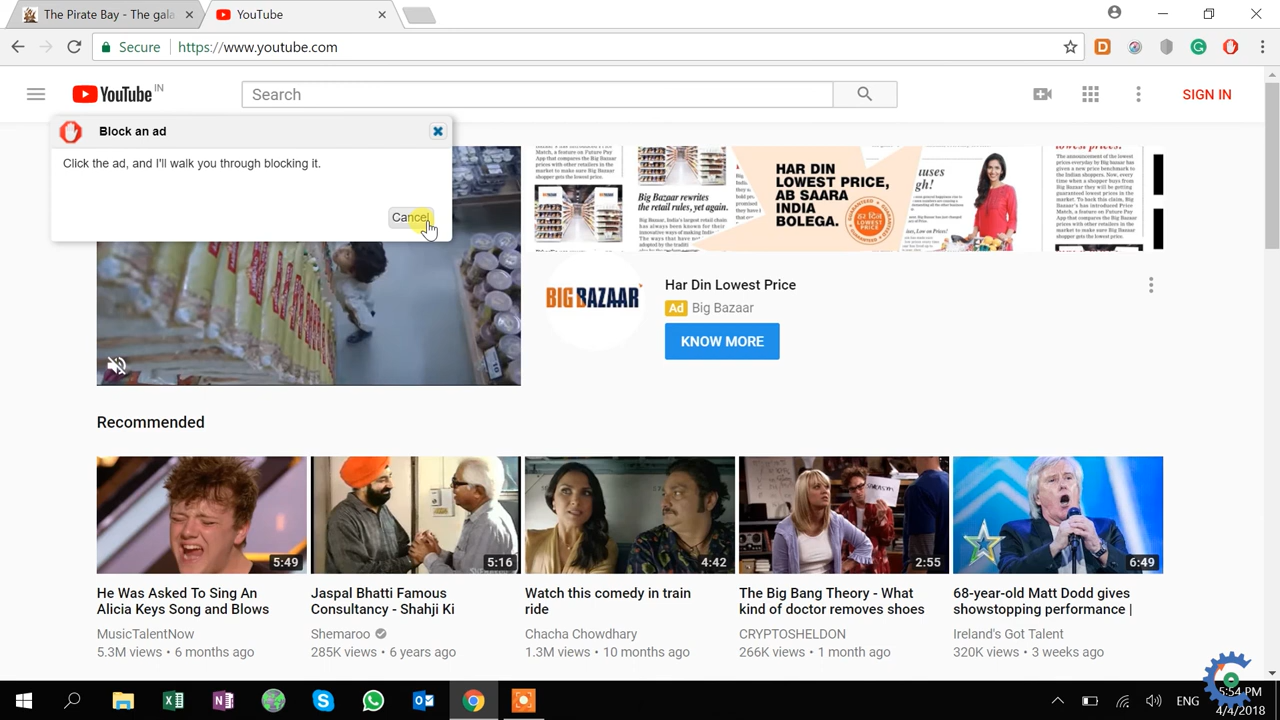 The Pirate Bay - The gala
YouTube
Secure
https://www.youtube.com
YouTube IN
Search
SIGN IN
Block an ad
Click the ad, and I'll walk you through blocking it.
Cancel
Big Bazaar
rewrites
the retail rules, yet again.
HAR DIN
LOWEST PRICE,
AB SAARA
INDIA
BOLEGA.
lowest prices!
BIG BAZAAR
Har Din Lowest Price
Ad Big Bazaar
KNOW MORE
Recommended
5:49
5:16
4:42
2:55
6:49
He Was Asked To Sing An
Alicia Keys Song and Blows
MusicTalentNow
5.3M views • 6 months ago
Jaspal Bhatti Famous
Consultancy - Shahji Ki
Shemaroo
285K views • 6 years ago
Watch this comedy in train
ride
Chacha Chowdhary
1.3M views • 10 months ago
The Big Bang Theory - What
kind of doctor removes shoes
CRYPTOSHELDON
266K views • 1 month ago
68-year-old Matt Dodd gives
showstopping performance |
Ireland's Got Talent
320K views • 3 weeks ago
ENG
5:54 PM
4/4/2018